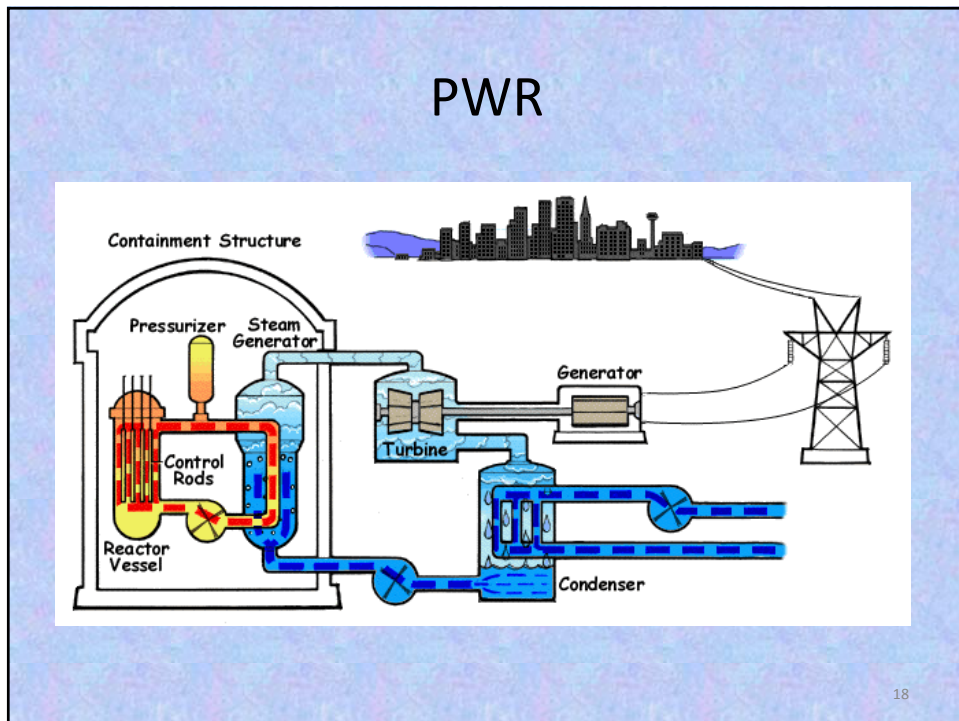 PWR
Containment Structure
Pressurizer
Steam
Generator
Generator
Turbine
Control
Rods
Reactor
Vessel
Condenser
18